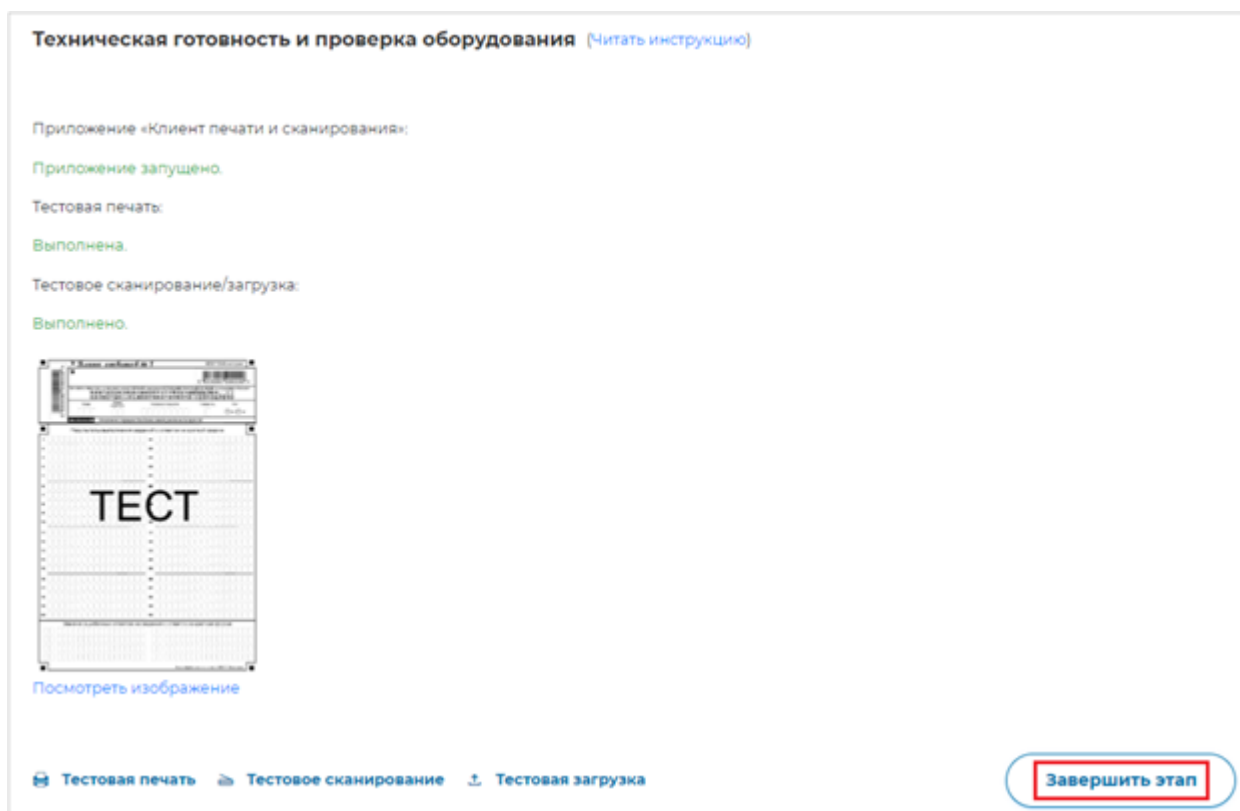 Техническая готовность и проверка оборудования (Читать инструкцию)
Приложение «Клиент печати и сканирования»:
Приложение запущено.
Тестовая печать:
Выполнена.
Тестовое сканирование/загрузка:
Выполнено.
ТЕСТ
Посмотреть изображение
Тестовая печать Тестовое сканирование Тестовая загрузка Завершить этап